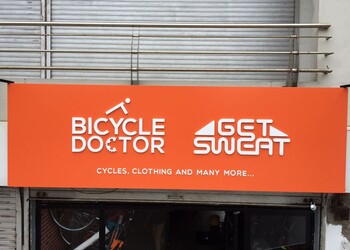 BICYCLE
DOCTOR
GET
SWEAT
CYCLES, CLOTHING AND MANY MORE...